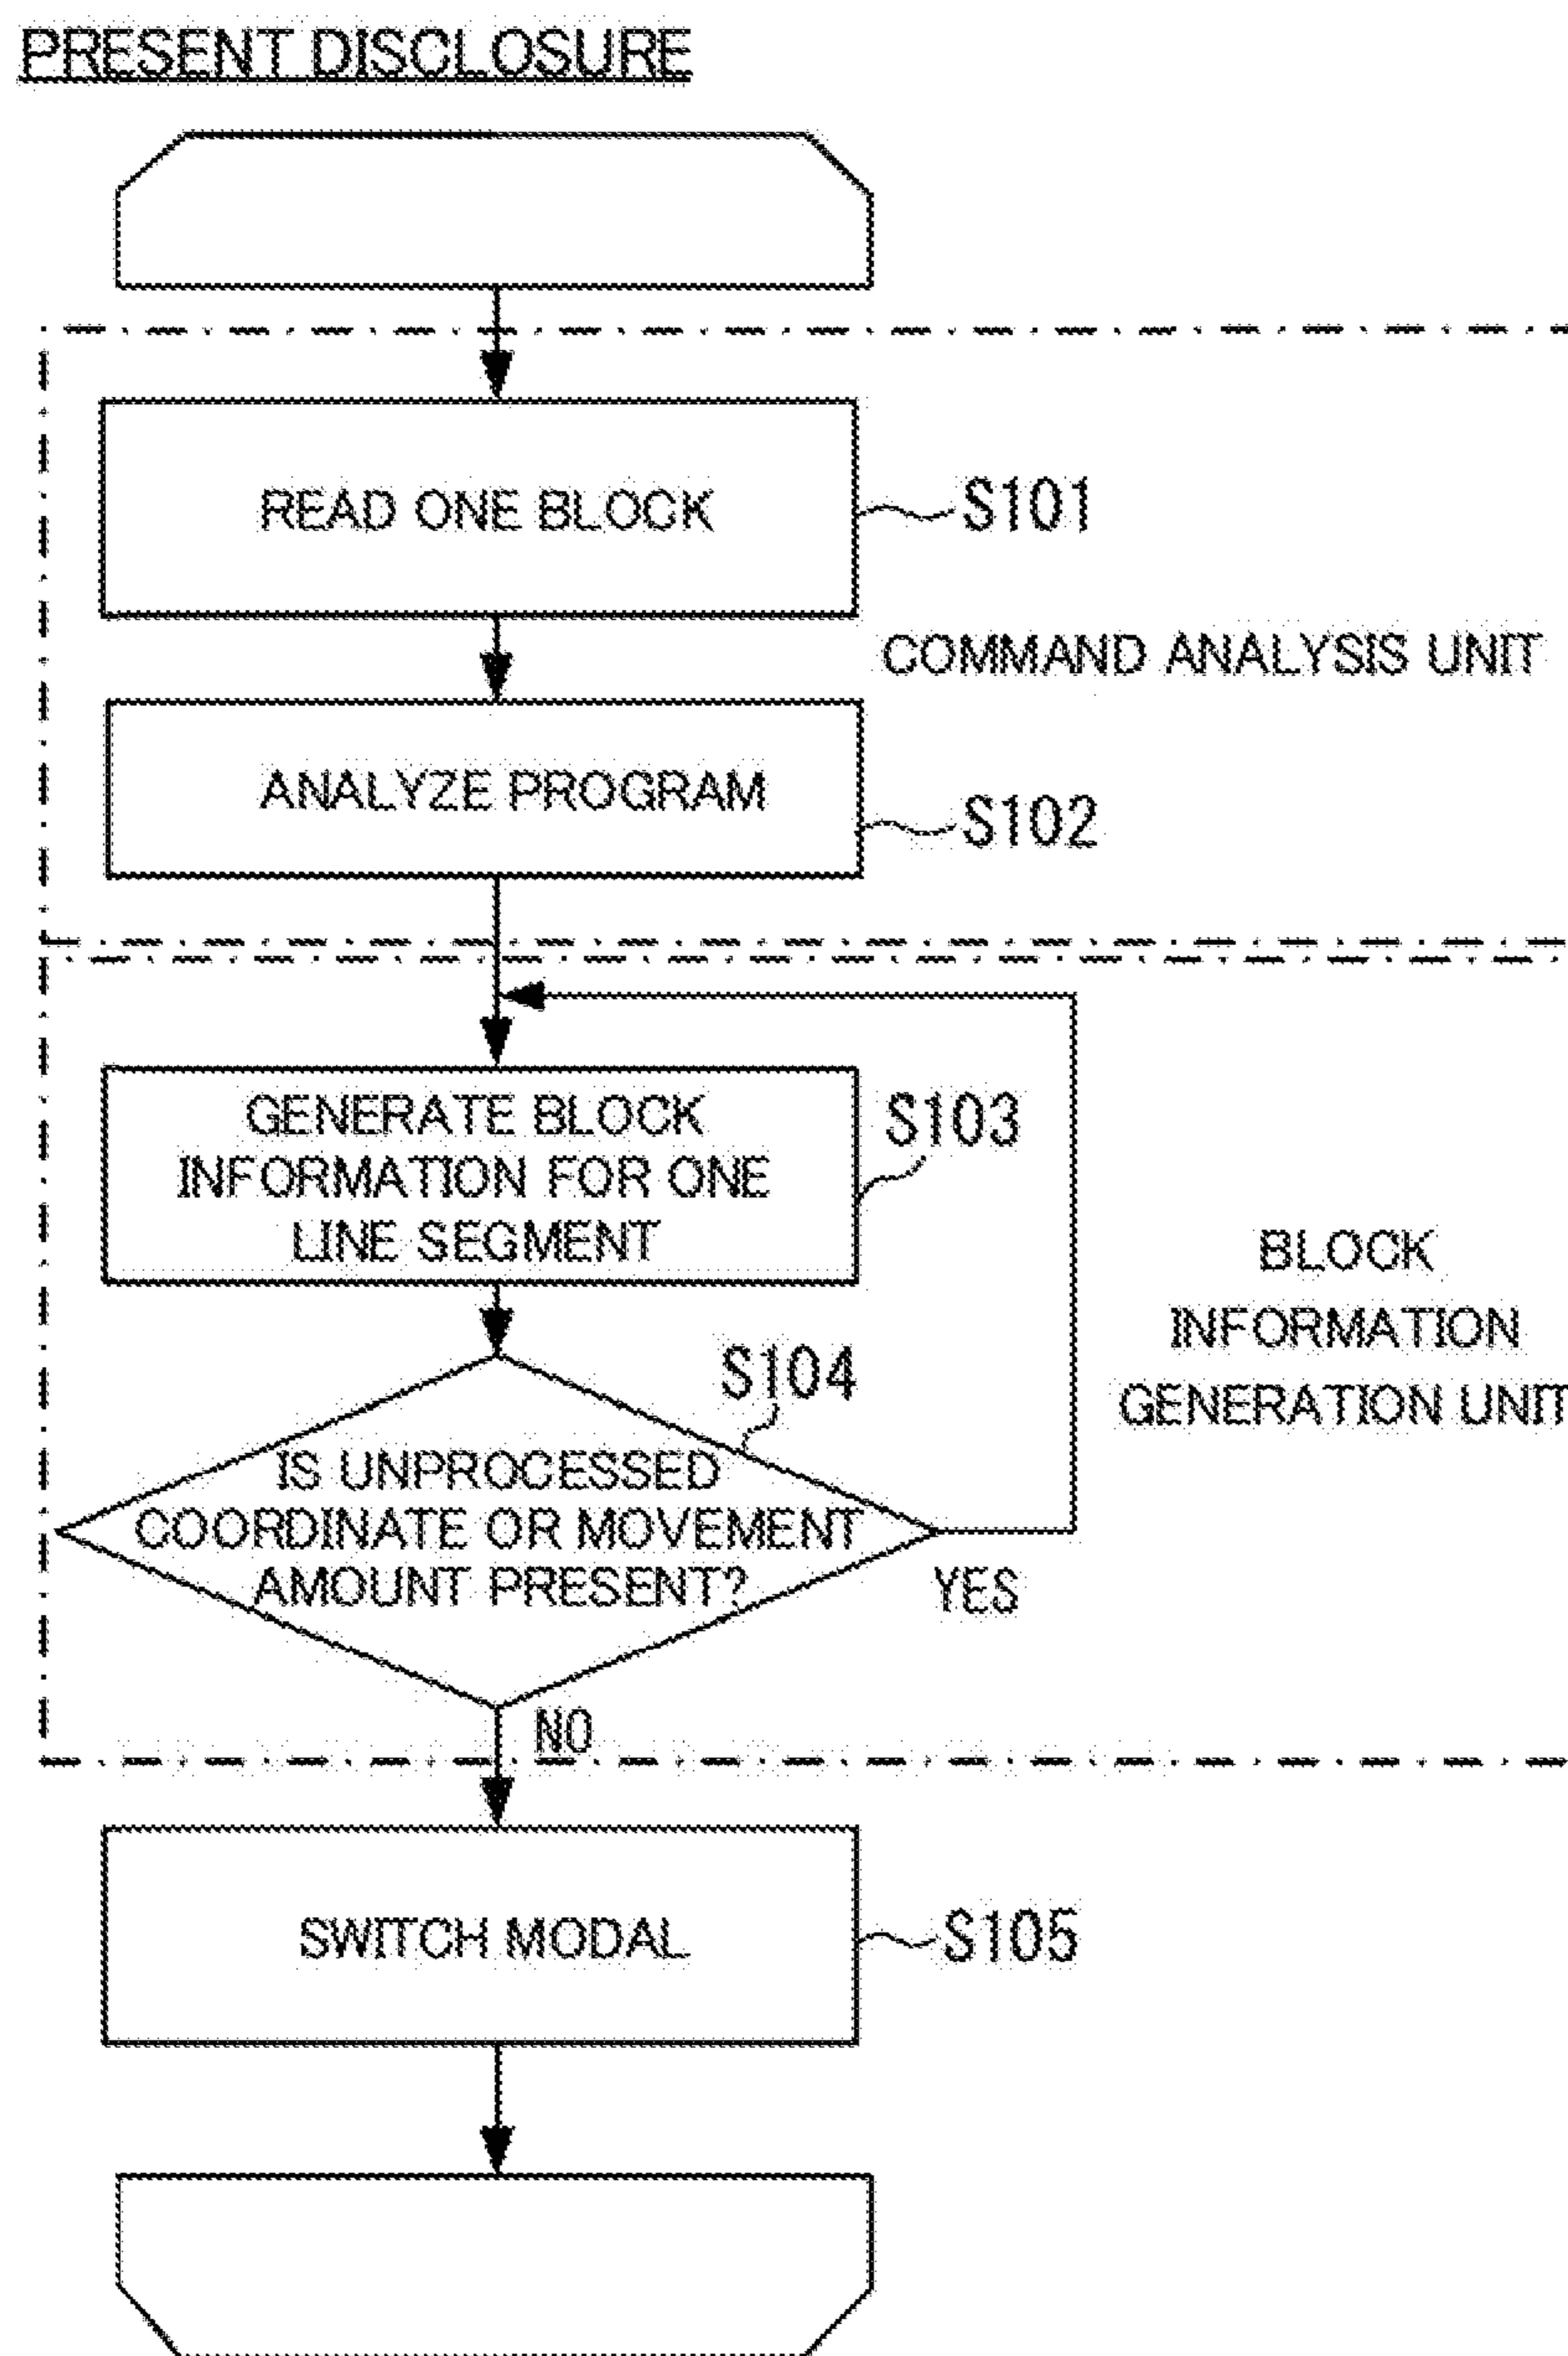 PRESENT DISCLOSURE
READ ONE BLOCK
S101
COMMAND ANALYSIS UNIT
ANALYZE PROGRAM
S102
GENERATE BLOCK
INFORMATION FOR ONE
LINE SEGMENT
S103
BLOCK
INFORMATION
GENERATION UNIT
S104
IS UNPROCESSED
COORDINATE OR MOVEMENT
AMOUNT PRESENT?
YES
NO
SWITCH MODAL
S105